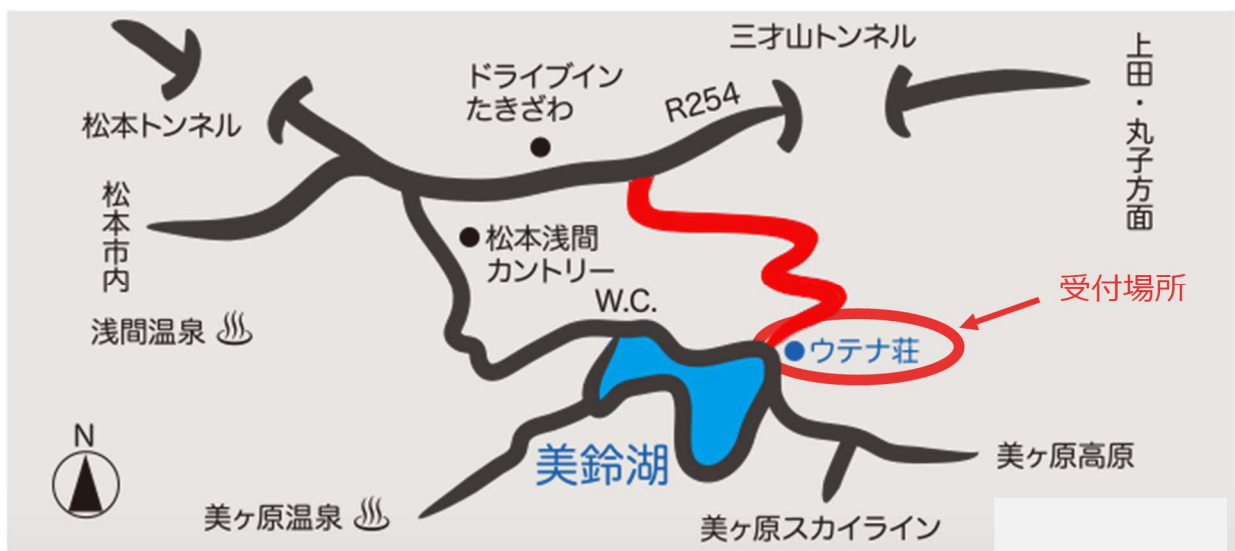 三才山トンネル
ドライブイン
たきざわ
R254
上田・丸子方面
松本トンネル
松本市内
松本浅間
カントリー
受付場所
W.C.
浅間温泉
ウテナ荘
N
美鈴湖
美ヶ原高原
美ヶ原温泉
美ヶ原スカイライン